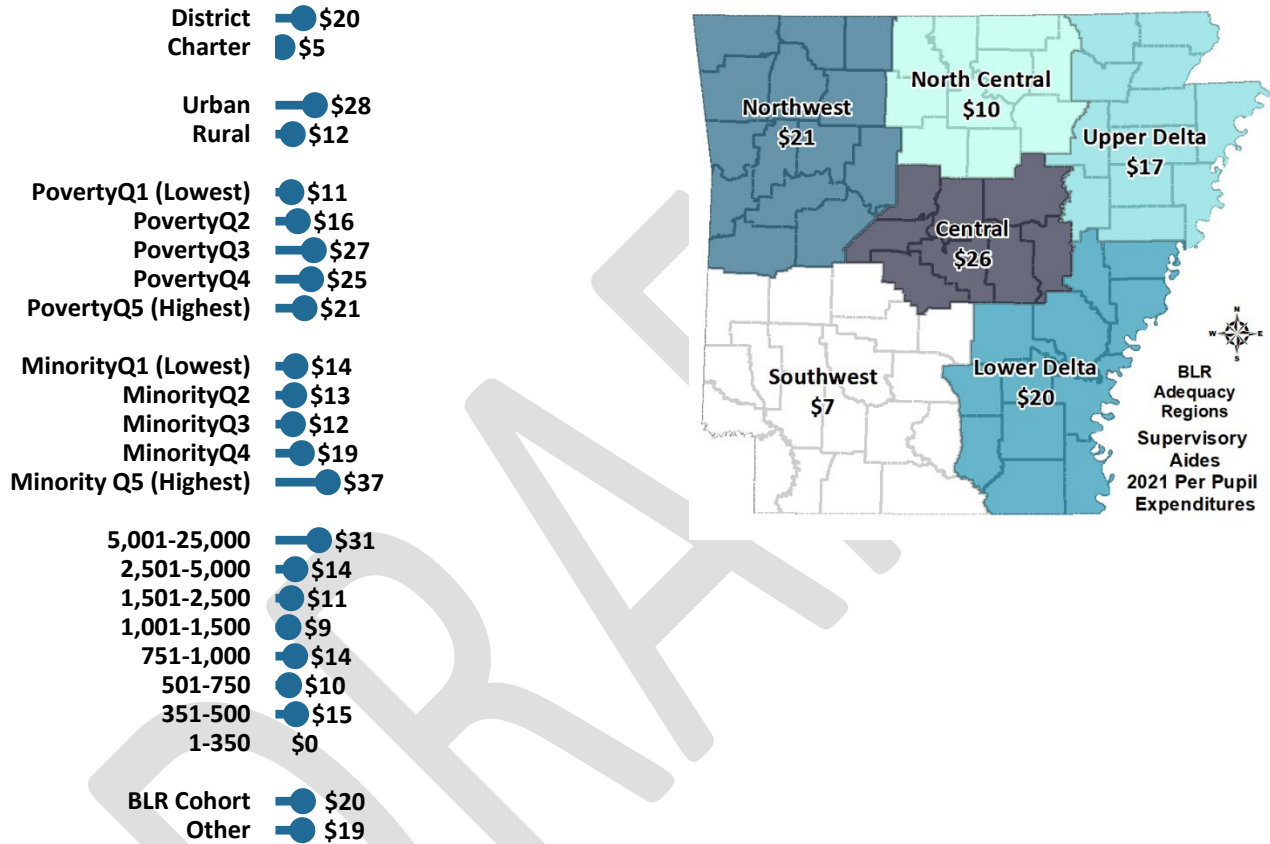 District $20
Charter $5
Urban $28
Rural $12
PovertyQ1 (Lowest) $11
PovertyQ2 $16
PovertyQ3 $27
PovertyQ4 $25
PovertyQ5 (Highest) $21
MinorityQ1 (Lowest) $14
MinorityQ2 $13
MinorityQ3 $12
MinorityQ4 $19
Minority Q5 (Highest) $37
5,001-25,000 $31
2,501-5,000 $14
1,501-2,500 $11
1,001-1,500 $9
751-1,000 $14
501-750 $10
351-500 $15
1-350 $0
BLR Cohort $20
Other $19
Northwest
$21
North Central
$10
Upper Delta
$17
Central
$26
Southwest
$7
Lower Delta
$20
N
W E
S
BLR
Adequacy
Regions
Supervisory
Aides
2021 Per Pupil
Expenditures
DRAFT